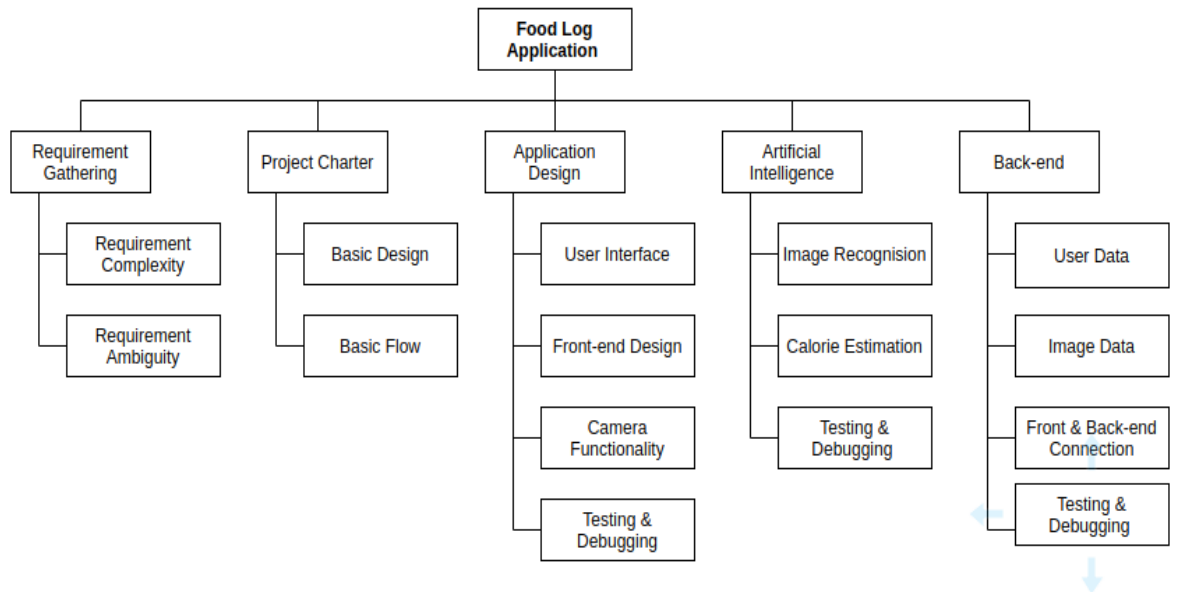 Food Log
Application
Requirement
Gathering
Project Charter
Application
Design
Artificial
Intelligence
Back-end
Requirement
Complexity
Basic Design
User Interface
Image Recognision
User Data
Requirement
Ambiguity
Basic Flow
Front-end Design
Calorie Estimation
Image Data
Camera
Functionality
Testing &
Debugging
Front & Back-end
Connection
Testing &
Debugging
Testing &
Debugging